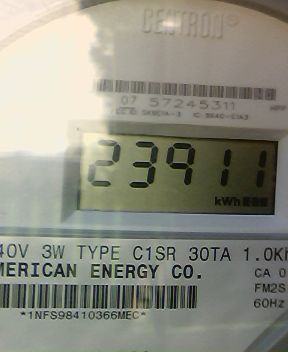 CENTRON®
07 57245311
23911
kWh
40V 3W TYPE C1SR 30TA 1.0Kh
MERICAN ENERGY CO.
CA 0
FM2S
60Hz
*1NFS98410366MEC*